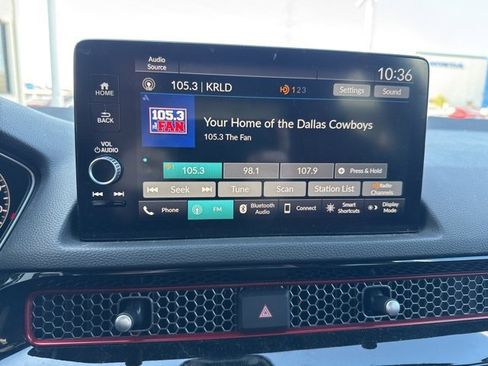 Audio
Source
10:36
HOME
105.3 | KRLD
HD 1 2 3
Settings
Sound
BACK
105.3
THE FAN
Your Home of the Dallas Cowboys
105.3 The Fan
VOL
AUDIO
105.3
98.1
107.9
+ Press & Hold
Seek
Tune
Scan
Station List
HD Radio
Channels
Phone
FM
Bluetooth
Audio
Connect
Smart
Shortcuts
Display
Mode